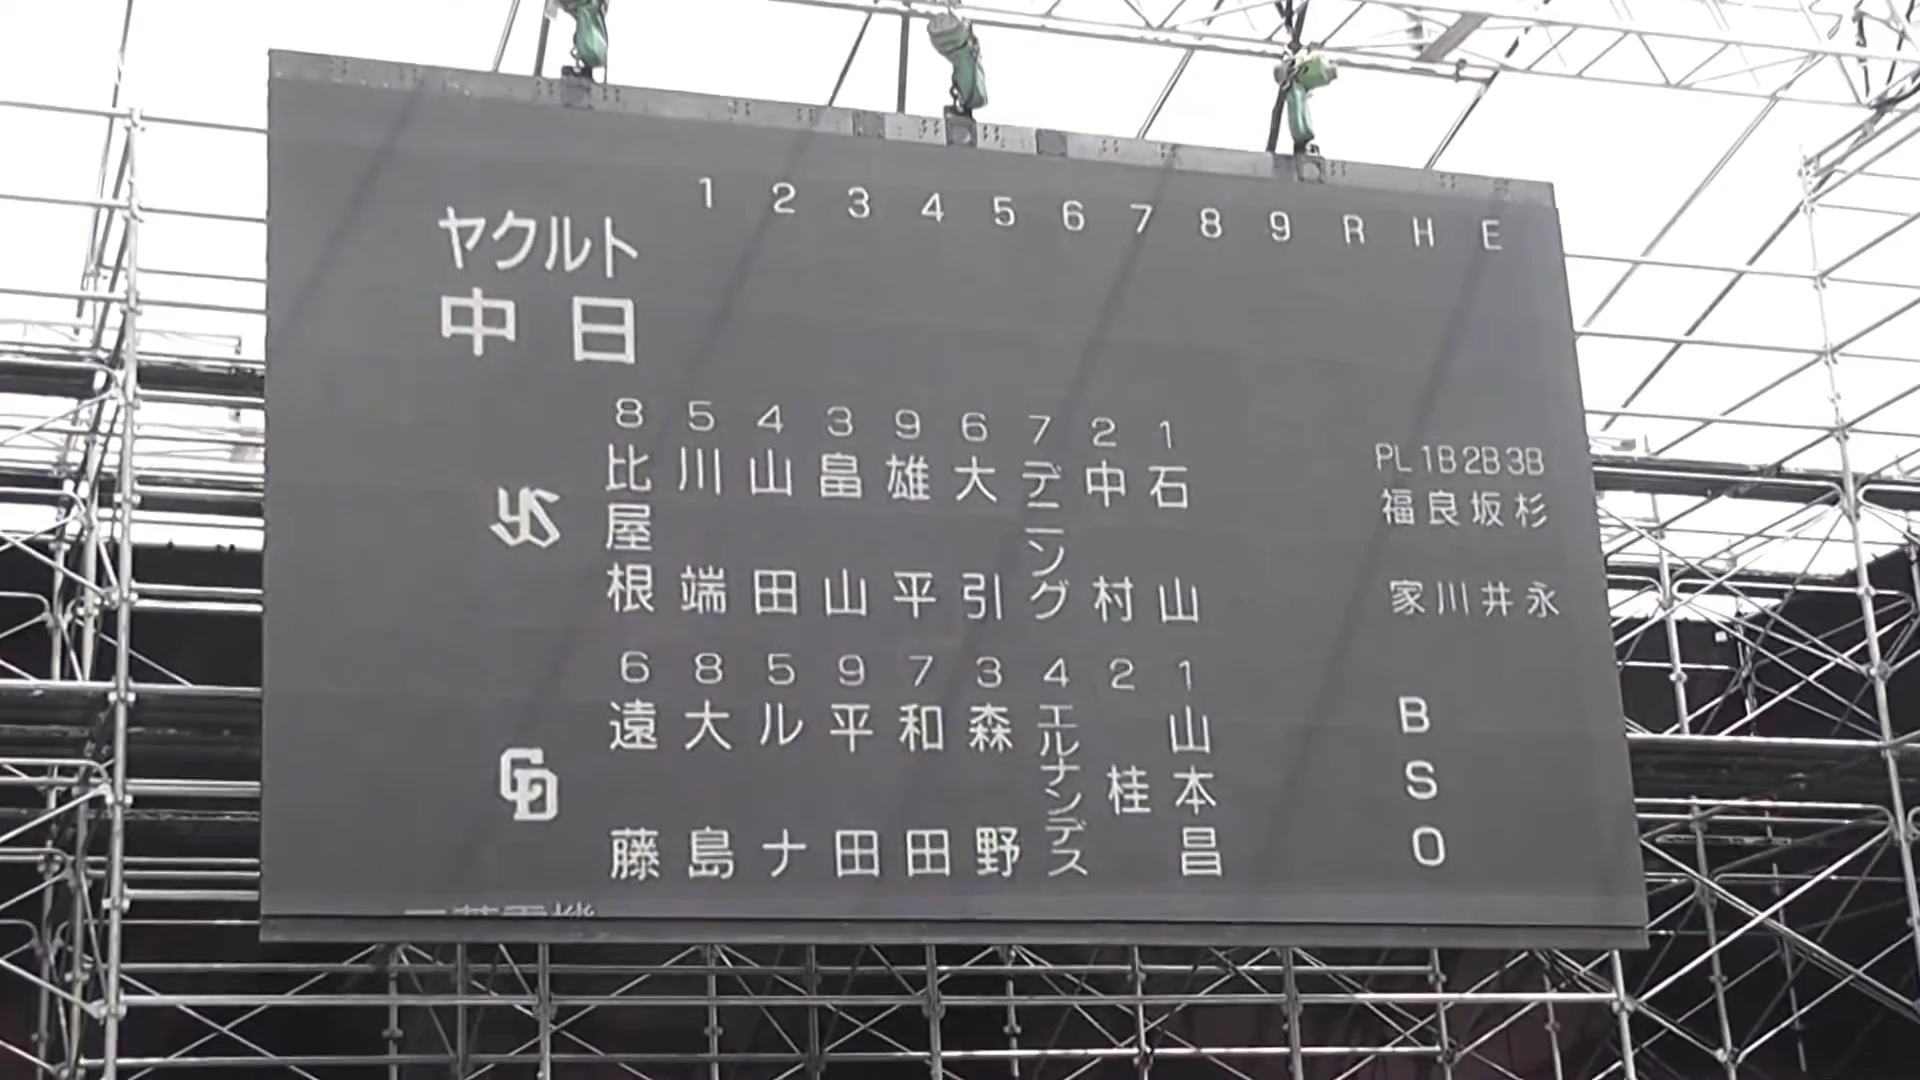 1 2 3 4 5 6 7 8 9 R H E
ヤクルト
中日
8 5 4 3 9 6 7 2 1
比屋根 川端 山田 畠山 雄平 大引 デニング 中村 石山
PL 1B 2B 3B
福家 良川 坂井 杉永
YS
6 8 5 9 7 3 4 2 1
遠藤 大島 ルナ 平田 和田 森野 エルナンデス 桂 山本昌
CD
B
S
O